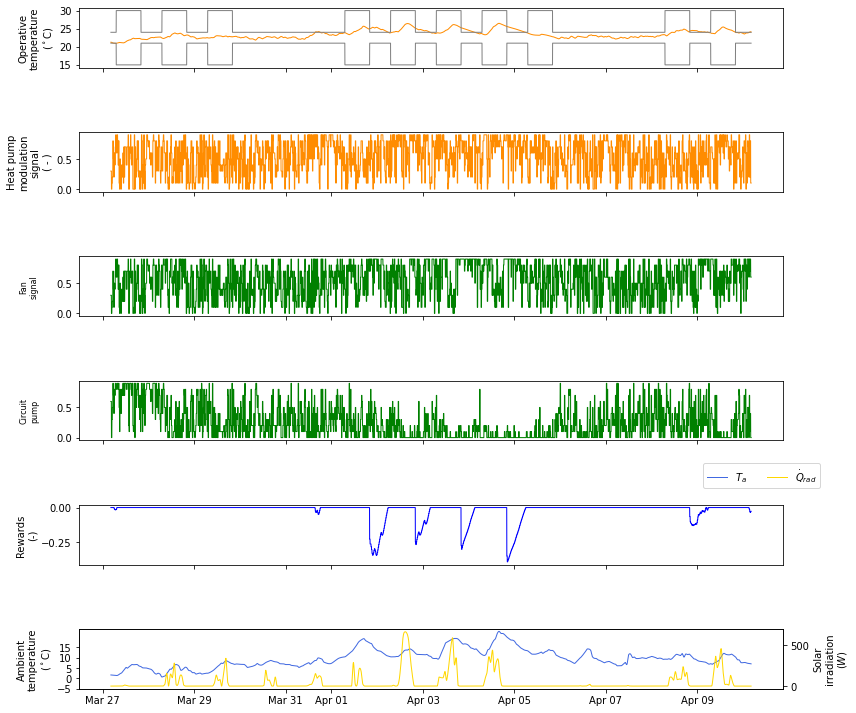 Operative
temperature
(°C)
30
25
20
15
Heat pump
modulation
signal
( - )
0.5
0.0
Fan
signal
0.5
0.0
Circuit
pump
0.5
0.0
T_a
Q̇_rad
Rewards
(-)
0.00
−0.25
Ambient
temperature
(°C)
15
10
5
0
−5
500
0
Solar
irradiation
(W)
Mar 27
Mar 29
Mar 31
Apr 01
Apr 03
Apr 05
Apr 07
Apr 09